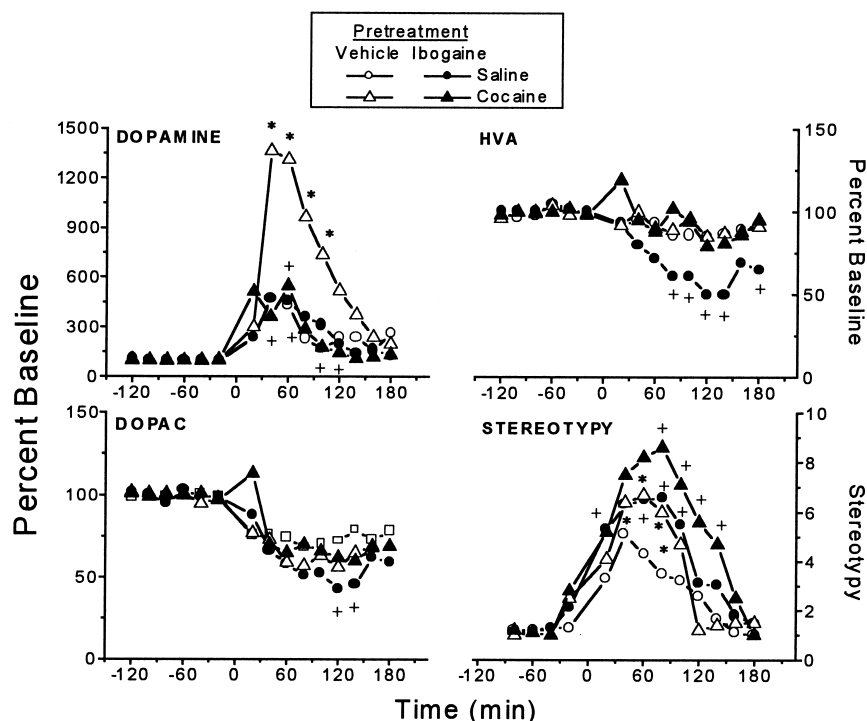 Pretreatment
Vehicle Ibogaine
Saline
Cocaine
DOPAMINE
1500
1200
900
600
300
0
-120 -60 0 60 120 180
HVA
150
100
50
0
-120 -60 0 60 120 180
Percent Baseline
Percent Baseline
DOPAC
150
100
50
0
-120 -60 0 60 120 180
STEREOTYPY
10
8
6
4
2
0
-120 -60 0 60 120 180
Stereotypy
Time (min)